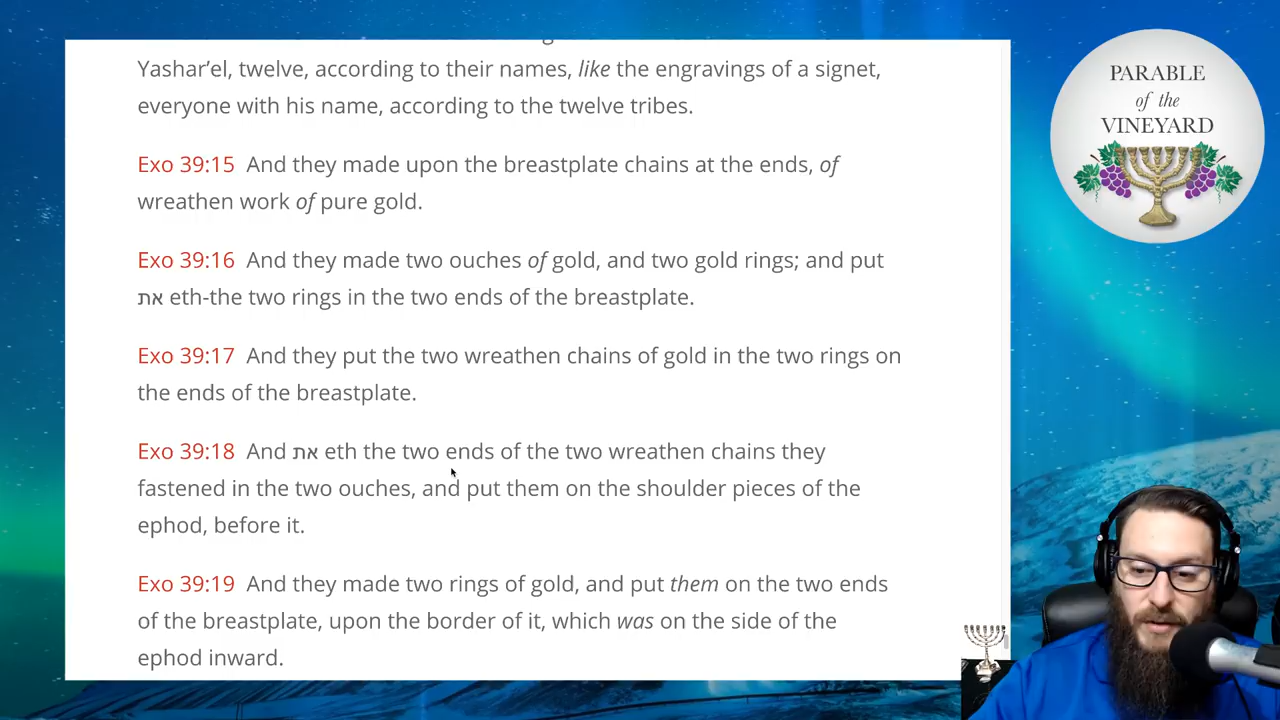 Yashar’el, twelve, according to their names, like the engravings of a signet,
everyone with his name, according to the twelve tribes.
Exo 39:15 And they made upon the breastplate chains at the ends, of
wreathen work of pure gold.
Exo 39:16 And they made two ouches of gold, and two gold rings; and put
את eth-the two rings in the two ends of the breastplate.
Exo 39:17 And they put the two wreathen chains of gold in the two rings on
the ends of the breastplate.
Exo 39:18 And את eth the two ends of the two wreathen chains they
fastened in the two ouches, and put them on the shoulder pieces of the
ephod, before it.
Exo 39:19 And they made two rings of gold, and put them on the two ends
of the breastplate, upon the border of it, which was on the side of the
ephod inward.
PARABLE
of the
VINEYARD